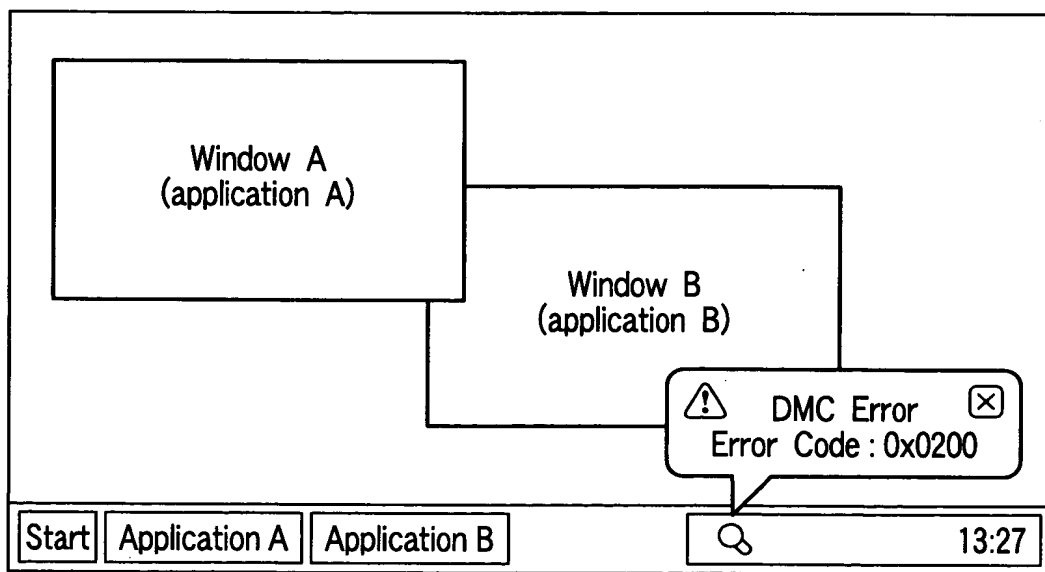 Window A
(application A)
Window B
(application B)
DMC Error
Error Code : 0x0200
Start
Application A
Application B
13:27